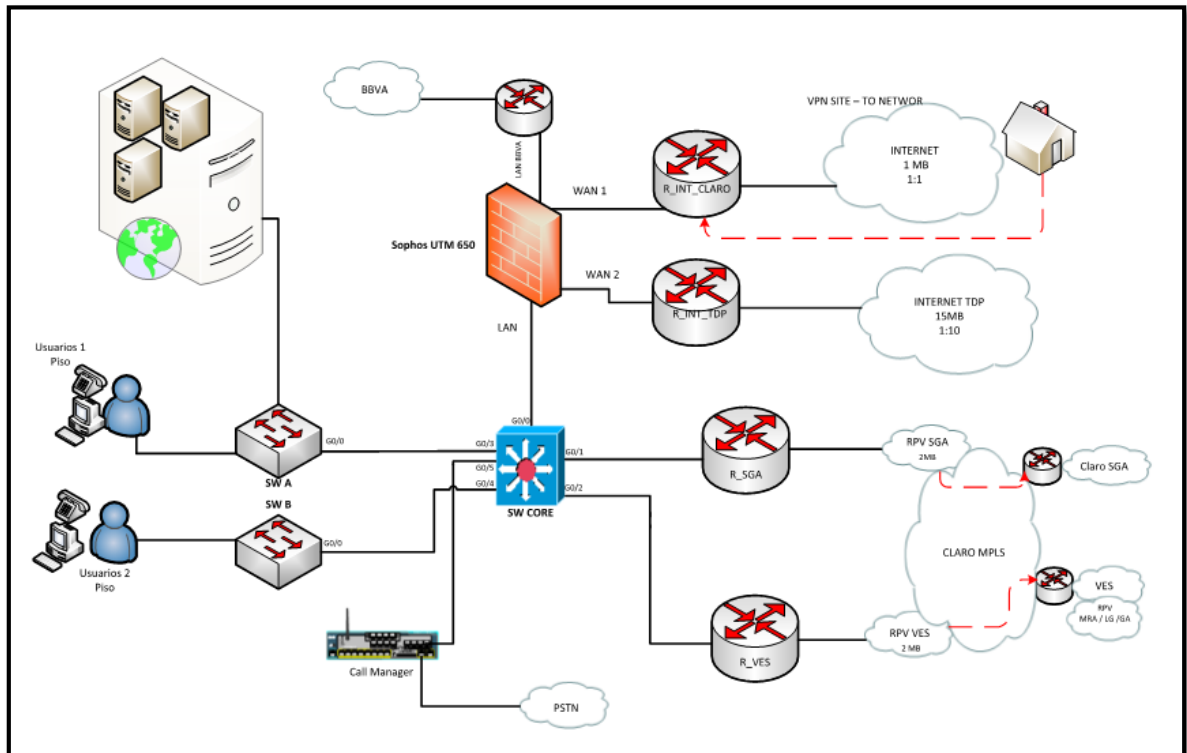 BBVA
LAN BBVA
VPN SITE – TO NETWOR
INTERNET
1 MB
1:1
WAN 1
R_INT_CLARO
Sophos UTM 650
WAN 2
R_INT_TDP
INTERNET TDP
15MB
1:10
LAN
Usuarios 1
Piso
G0/0
SW A
G0/0
G0/3
G0/5
G0/4
G0/1
G0/2
SW CORE
R_SGA
RPV SGA
2MB
Claro SGA
SW B
G0/0
Usuarios 2
Piso
CLARO MPLS
VES
RPV
MRA / LG /GA
RPV VES
2 MB
R_VES
Call Manager
PSTN